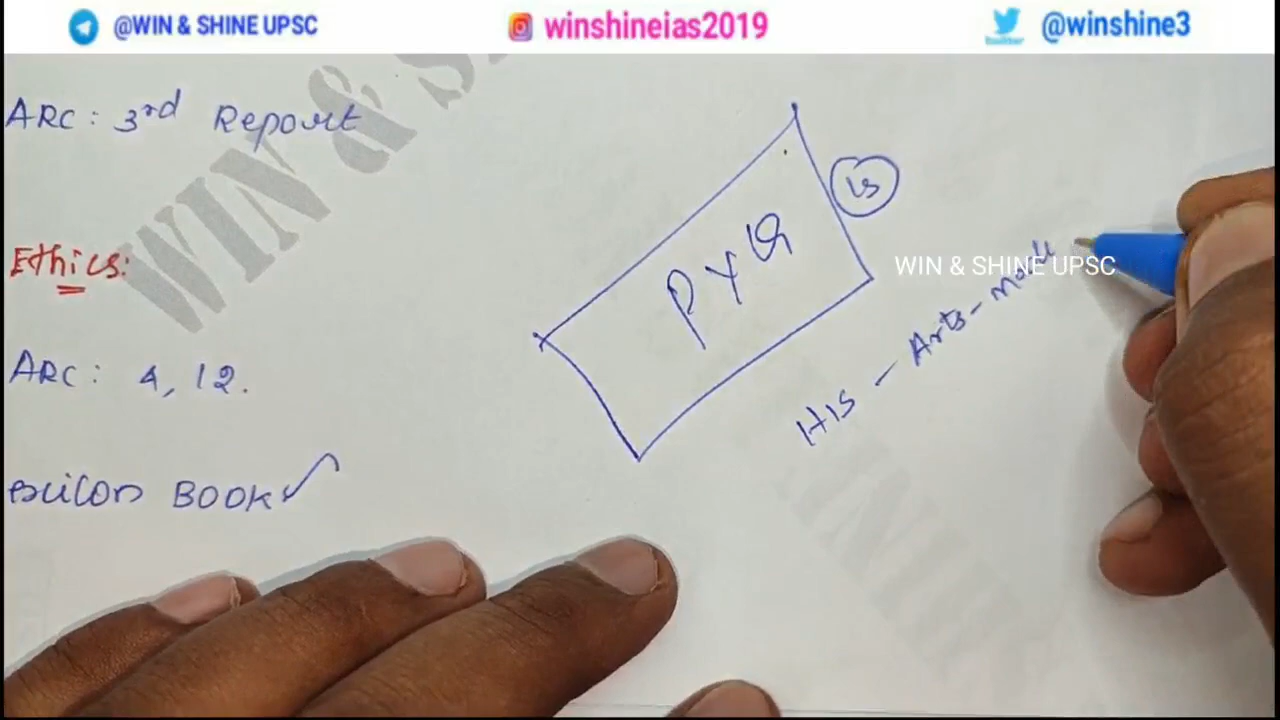 @WIN & SHINE UPSC
winshineias2019
@winshine3
ARC: 3rd Report
Ethics:
ARC: 4, 12.
BOOK
PYQ
WIN & SHINE UPSC
His - Arts -